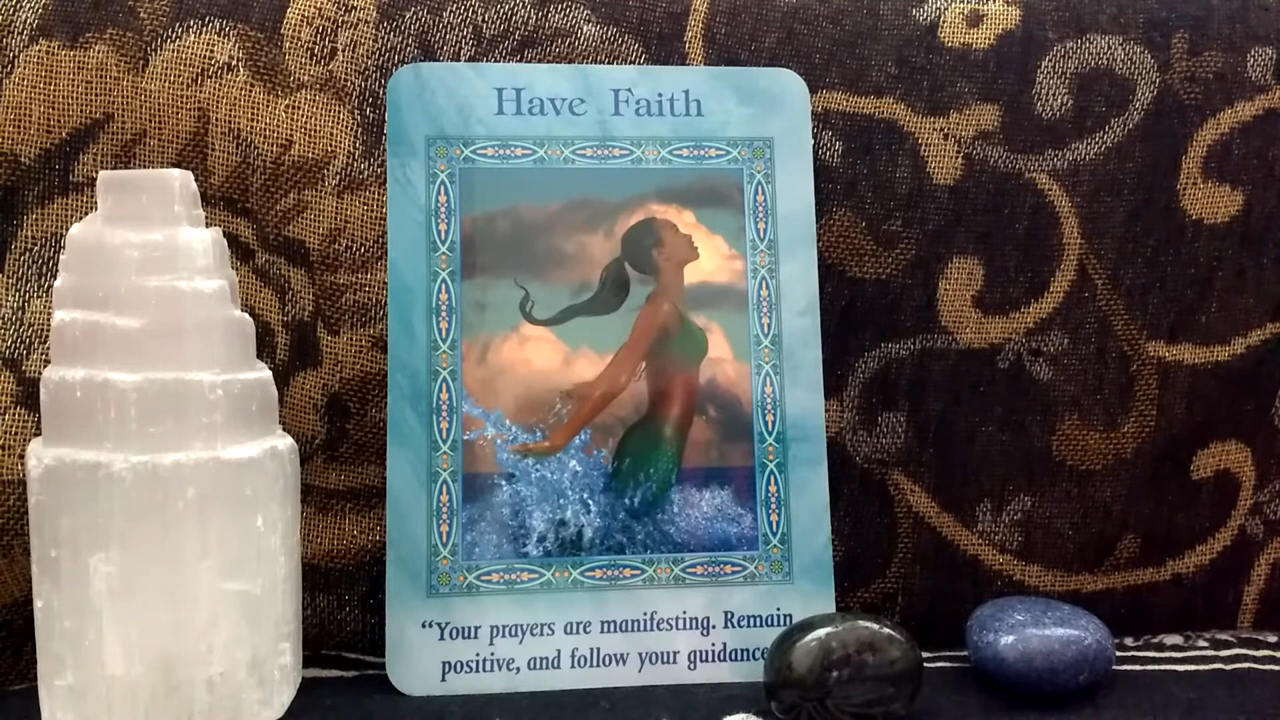 Have Faith
“Your prayers are manifesting. Remain
positive, and follow your guidance